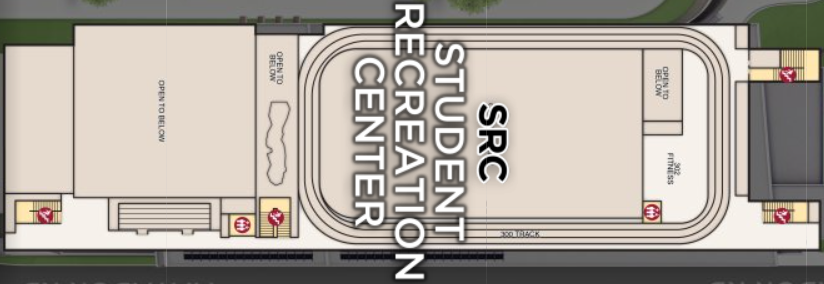 SRC
STUDENT
RECREATION
CENTER
OPEN TO BELOW
OPEN TO
BELOW
OPEN TO
BELOW
302
FITNESS
300 TRACK